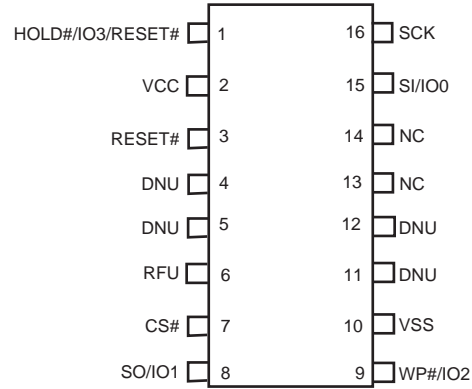 HOLD#/IO3/RESET# 1 16 SCK
VCC 2 15 SI/IO0
RESET# 3 14 NC
DNU 4 13 NC
DNU 5 12 DNU
RFU 6 11 DNU
CS# 7 10 VSS
SO/IO1 8 9 WP#/IO2